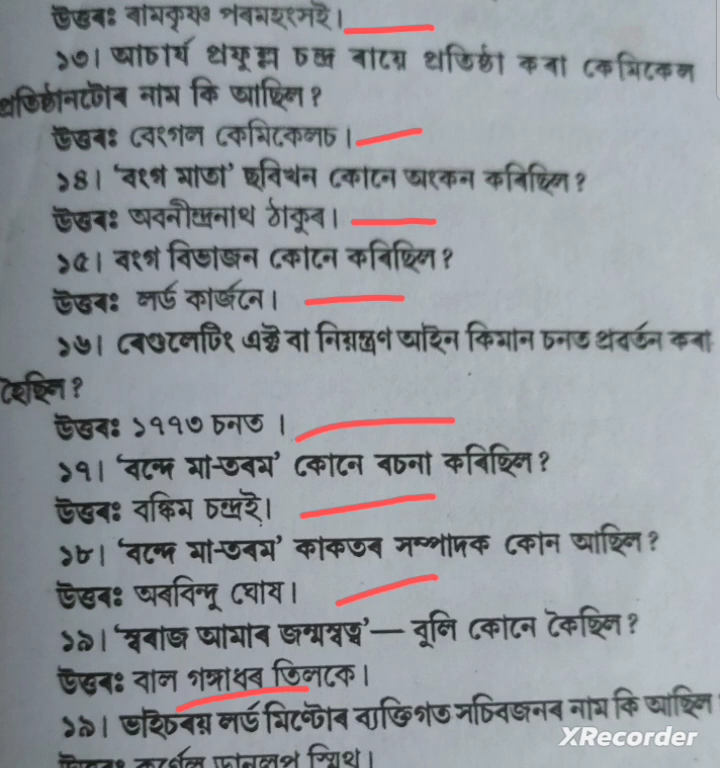 উত্তৰঃ ৰামকৃষ্ণ পৰমহংসই।
১৩। আচাৰ্য প্ৰফুল্ল চন্দ্ৰ ৰায়ে প্ৰতিষ্ঠা কৰা কেমিকেল
প্ৰতিষ্ঠানটোৰ নাম কি আছিল?
উত্তৰঃ বেংগল কেমিকেলচ।
১৪। 'বংগ মাতা' ছবিখন কোনে অংকন কৰিছিল?
উত্তৰঃ অবনীন্দ্ৰনাথ ঠাকুৰ।
১৫। বংগ বিভাজন কোনে কৰিছিল?
উত্তৰঃ লৰ্ড কাৰ্জনে।
১৬। ৰেগুলেটিং এক্ট বা নিয়ন্ত্ৰণ আইন কিমান চনত প্ৰবৰ্তন কৰা
হৈছিল?
উত্তৰঃ ১৭৭৩ চনত ।
১৭। 'বন্দে মা-তৰম' কোনে ৰচনা কৰিছিল?
উত্তৰঃ বঙ্কিম চন্দ্ৰই।
১৮। 'বন্দে মা-তৰম' কাকতৰ সম্পাদক কোন আছিল?
উত্তৰঃ অৰবিন্দু ঘোষ।
১৯। 'স্বৰাজ আমাৰ জন্মস্বত্ব'— বুলি কোনে কৈছিল?
উত্তৰঃ বাল গঙ্গাধৰ তিলকে।
১৯। ভাইচৰয় লৰ্ড মিণ্টোৰ ব্যক্তিগত সচিবজনৰ নাম কি আছিল
XRecorder
উত্তৰঃ কৰ্ণেল ডানলপ স্মিথ।